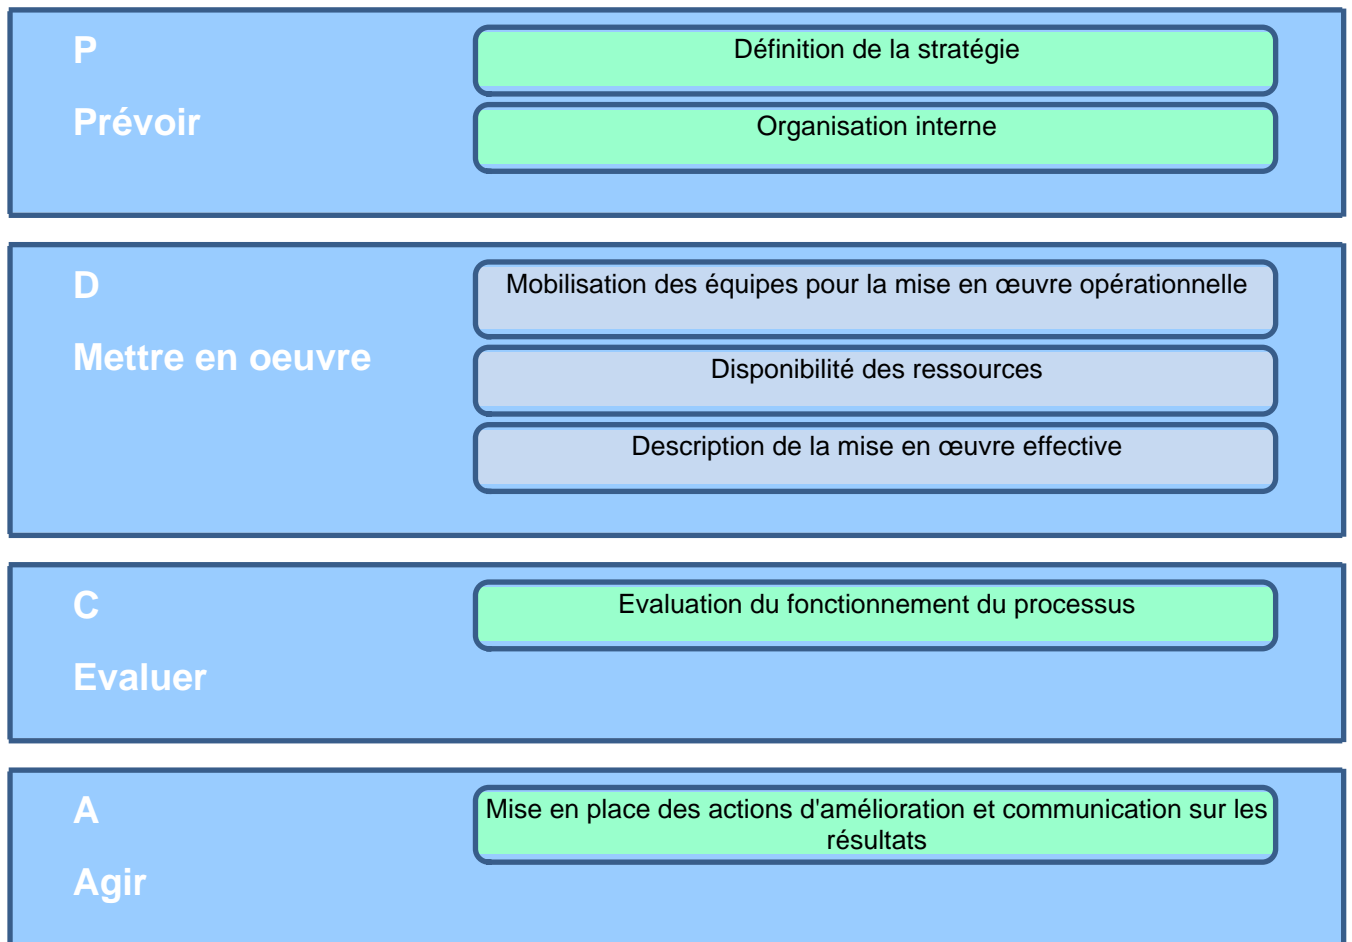 P
Définition de la stratégie
Prévoir
Organisation interne
D
Mobilisation des équipes pour la mise en œuvre opérationnelle
Mettre en oeuvre
Disponibilité des ressources
Description de la mise en œuvre effective
C
Evaluation du fonctionnement du processus
Evaluer
A
Mise en place des actions d'amélioration et communication sur les
résultats
Agir